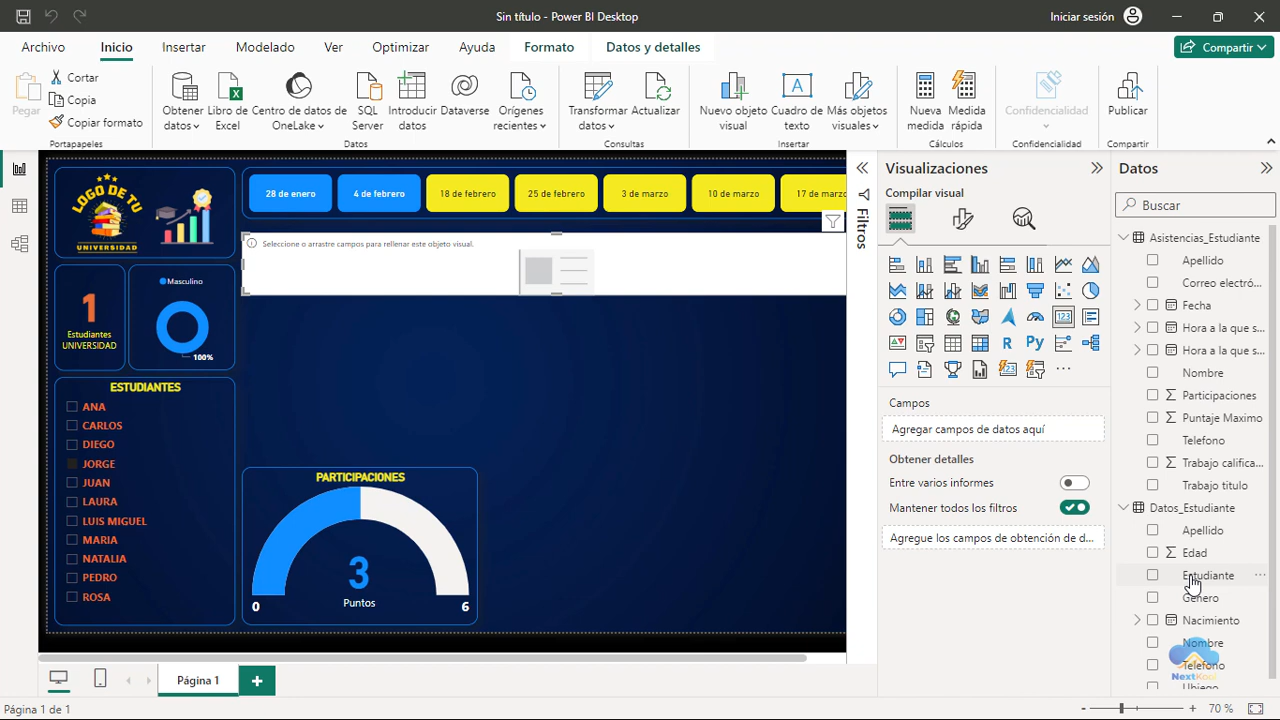 Sin título - Power BI Desktop
Iniciar sesión
Archivo Inicio Insertar Modelado Ver Optimizar Ayuda Formato Datos y detalles Compartir
Pegar
Cortar
Copia
Copiar formato
Portapapeles
Obtener datos
Libro de Excel
Centro de datos de OneLake
SQL Server
Introducir datos
Dataverse
Orígenes recientes
Datos
Transformar datos
Actualizar
Consultas
Nuevo objeto visual
Cuadro de texto
Más objetos visuales
Insertar
Nueva medida
Medida rápida
Cálculos
Confidencialidad
Confidencialidad
Publicar
Compartir
LOGO DE TU
UNIVERSIDAD
28 de enero
4 de febrero
18 de febrero
25 de febrero
3 de marzo
10 de marzo
17 de marzo
Seleccione o arrastre campos para rellenar este objeto visual.
1
Estudiantes
UNIVERSIDAD
Masculino
100%
ESTUDIANTES
ANA
CARLOS
DIEGO
JORGE
JUAN
LAURA
LUIS MIGUEL
MARIA
NATALIA
PEDRO
ROSA
PARTICIPACIONES
3
Puntos
0
6
Filtros
Visualizaciones
Compilar visual
123
R
Py
Campos
Agregar campos de datos aquí
Obtener detalles
Entre varios informes
Mantener todos los filtros
Agregue los campos de obtención de d...
Datos
Buscar
Asistencias_Estudiante
Apellido
Correo electro...
Fecha
Hora a la que s...
Hora a la que s...
Nombre
Participaciones
Puntaje Maximo
Telefono
Trabajo califica...
Trabajo titulo
Datos_Estudiante
Apellido
Edad
Estudiante
Genero
Nacimiento
Nombre
Telefono
NextKool
Página 1
Página 1 de 1
70 %